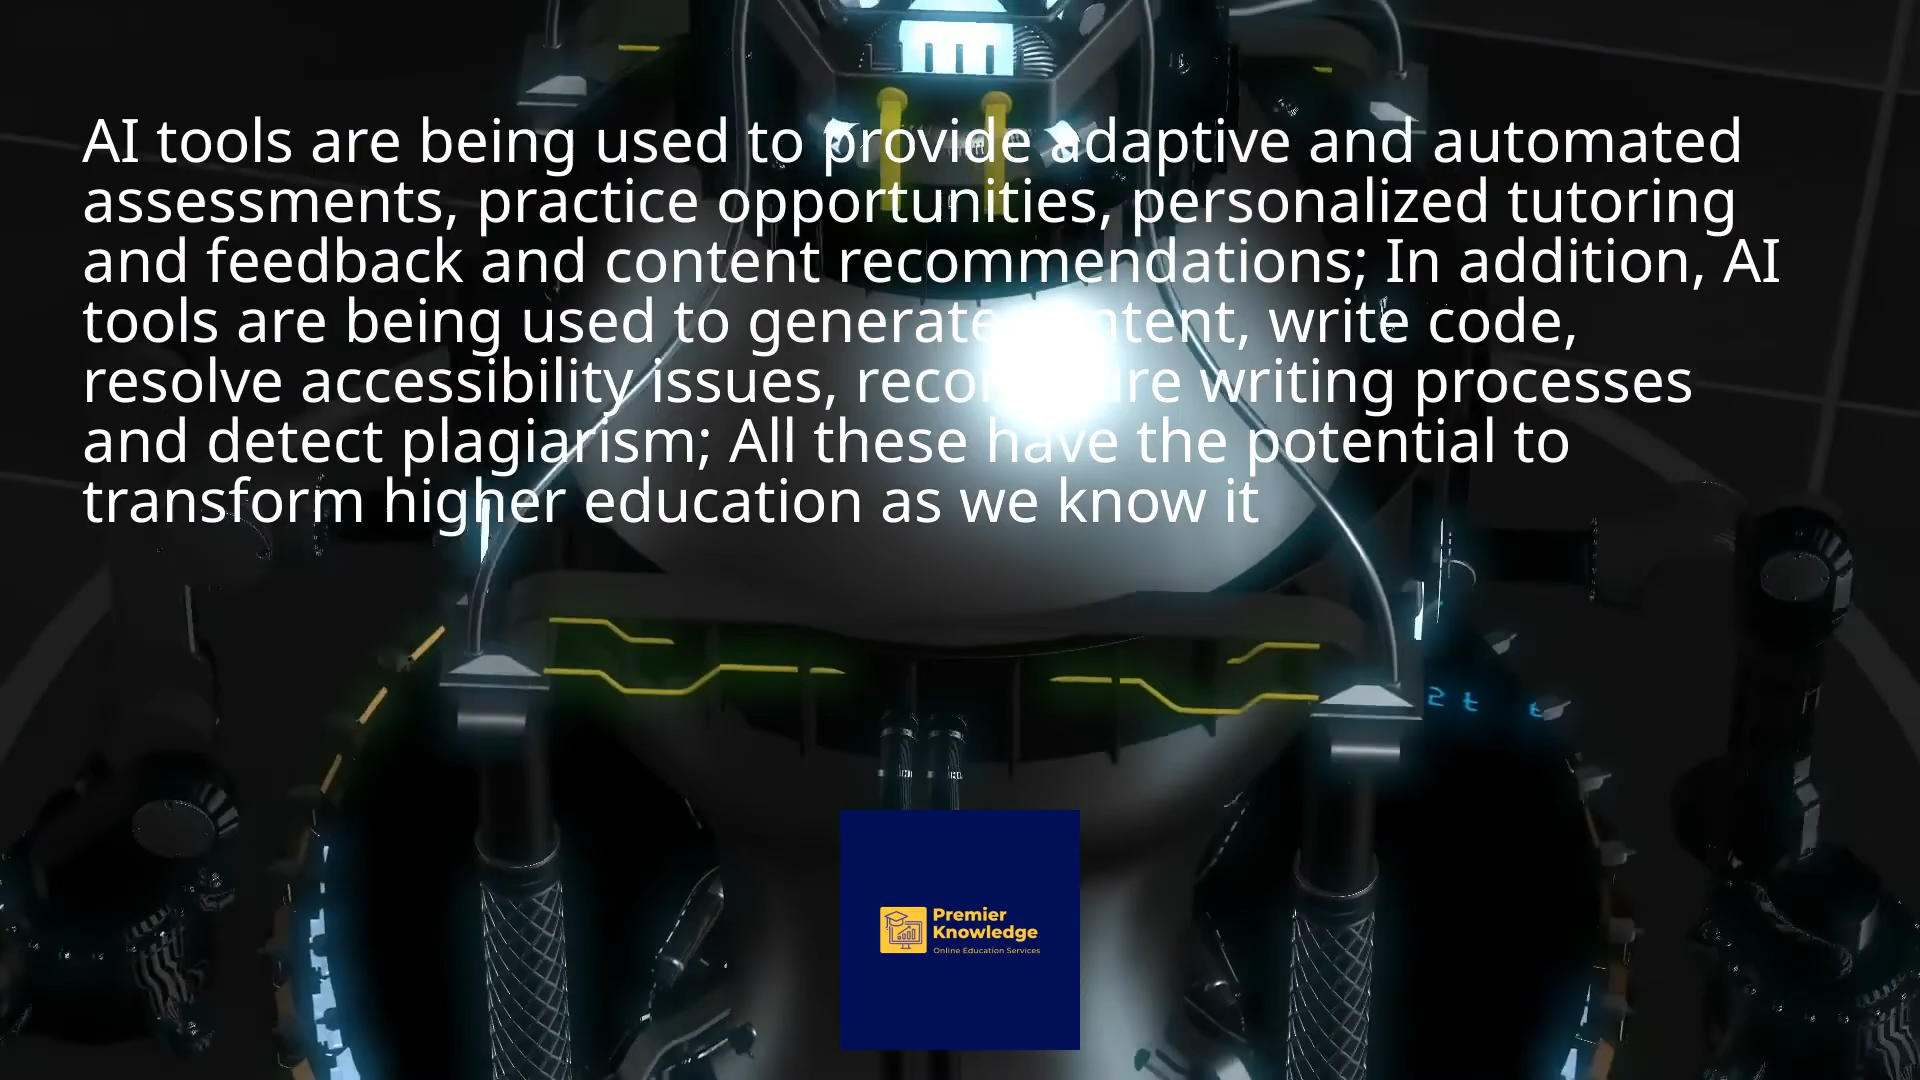 AI tools are being used to provide adaptive and automated
assessments, practice opportunities, personalized tutoring
and feedback and content recommendations; In addition, AI
tools are being used to generate content, write code,
resolve accessibility issues, writing processes
and detect plagiarism; All these have the potential to
transform higher education as we know it
Premier
Knowledge
Online Education Services